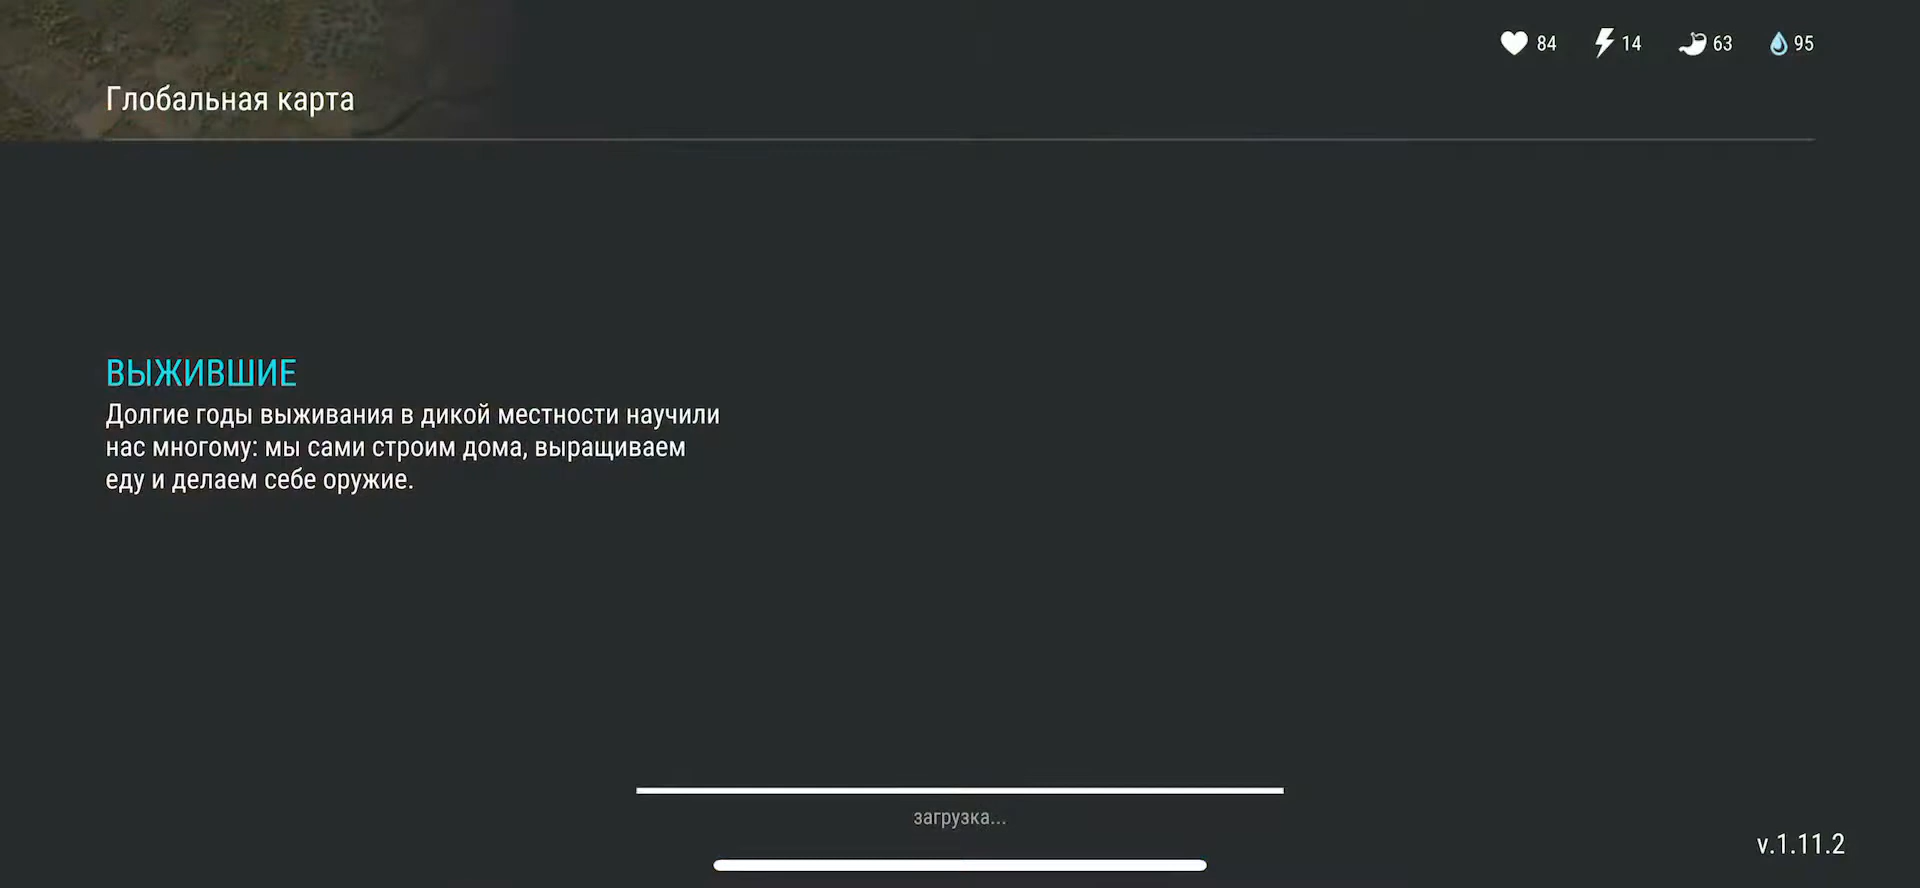 84 14 63 95
Глобальная карта
ВЫЖИВШИЕ
Долгие годы выживания в дикой местности научили
нас многому: мы сами строим дома, выращиваем
еду и делаем себе оружие.
загрузка...
v.1.11.2